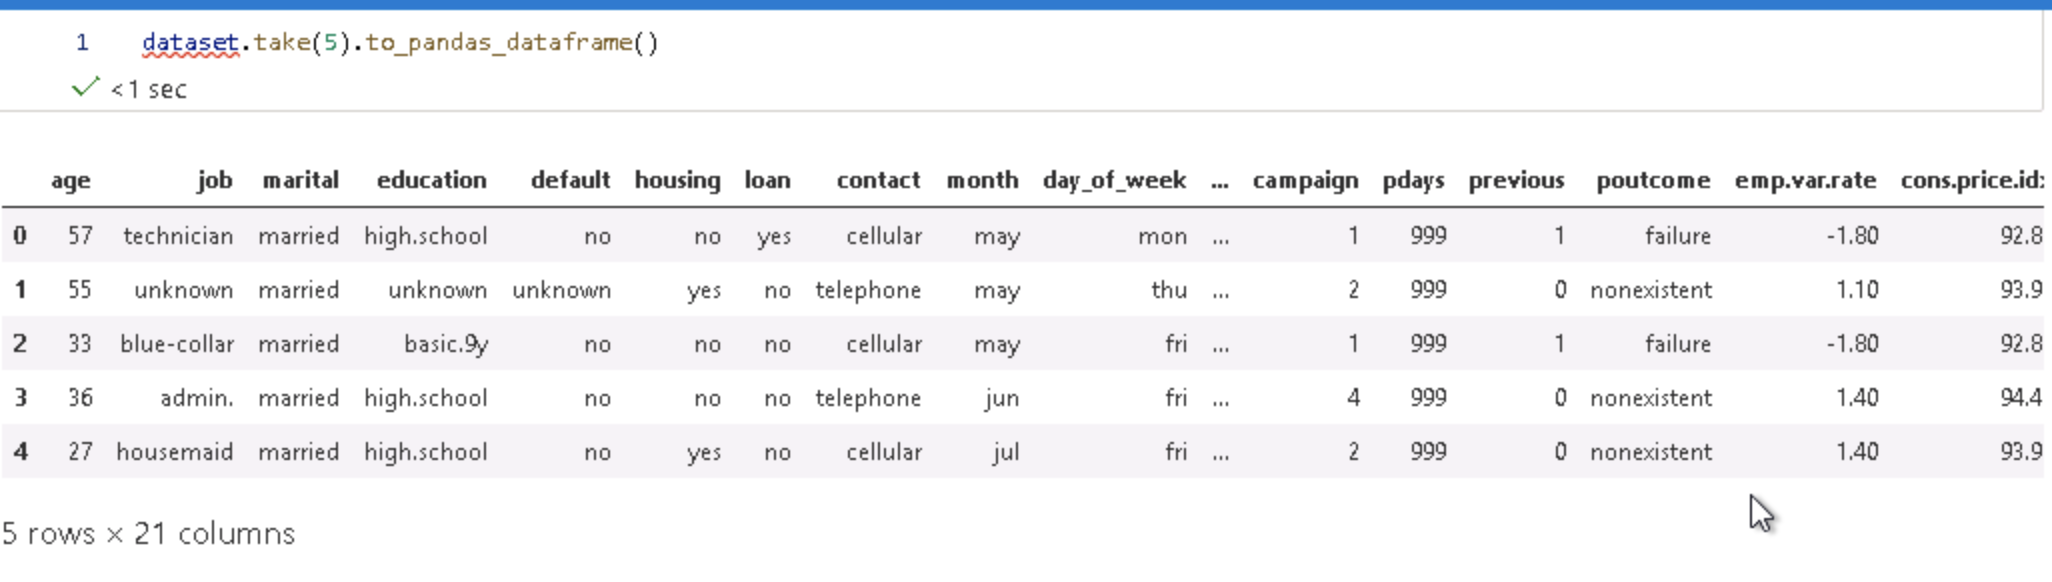 1 dataset.take(5).to_pandas_dataframe()
<1 sec
age job marital education default housing loan contact month day_of_week ... campaign pdays previous poutcome emp.var.rate cons.price.id
0 57 technician married high.school no no yes cellular may mon ... 1 999 1 failure -1.80 92.8
1 55 unknown married unknown unknown yes no telephone may thu ... 2 999 0 nonexistent 1.10 93.9
2 33 blue-collar married basic.9y no no no cellular may fri ... 1 999 1 failure -1.80 92.8
3 36 admin. married high.school no no no telephone jun fri ... 4 999 0 nonexistent 1.40 94.4
4 27 housemaid married high.school no yes no cellular jul fri ... 2 999 0 nonexistent 1.40 93.9
5 rows × 21 columns